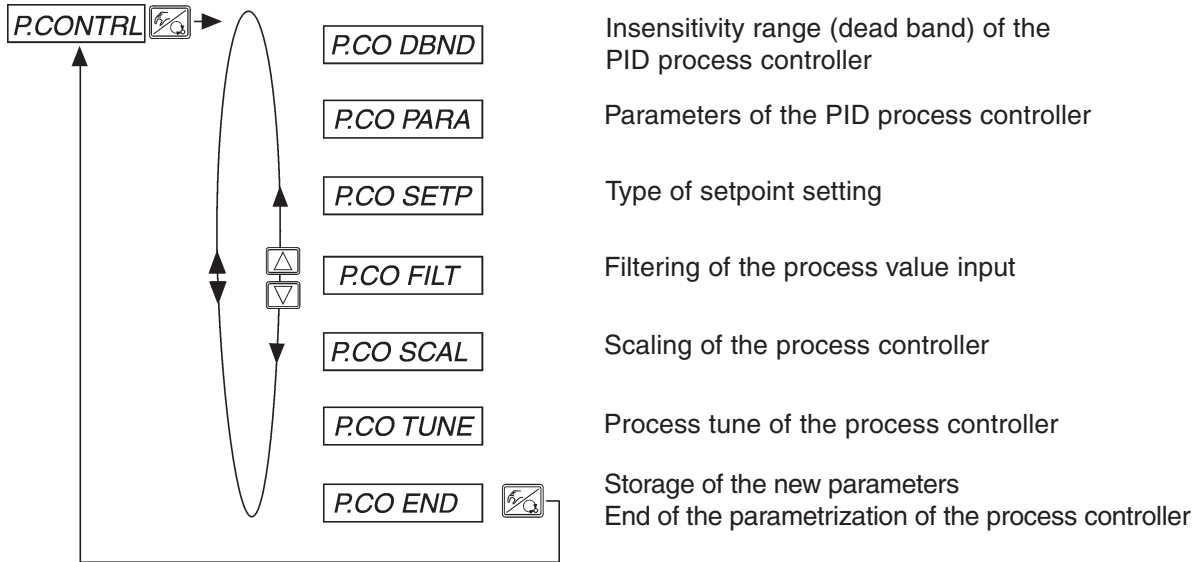 P.CONTRL
P.CO DBND
Insensitivity range (dead band) of the
PID process controller
P.CO PARA
Parameters of the PID process controller
P.CO SETP
Type of setpoint setting
P.CO FILT
Filtering of the process value input
P.CO SCAL
Scaling of the process controller
P.CO TUNE
Process tune of the process controller
P.CO END
Storage of the new parameters
End of the parametrization of the process controller